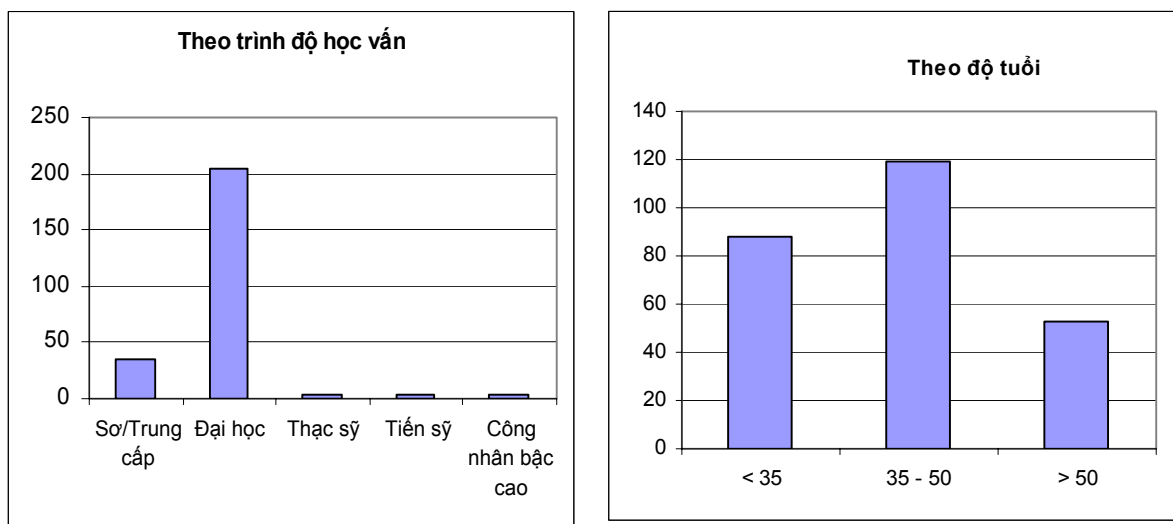 Theo trình độ học vấn
250
200
150
100
50
0
Sơ/Trung cấp
Đại học
Thạc sỹ
Tiến sỹ
Công nhân bậc cao
Theo độ tuổi
140
120
100
80
60
40
20
0
< 35
35 - 50
> 50